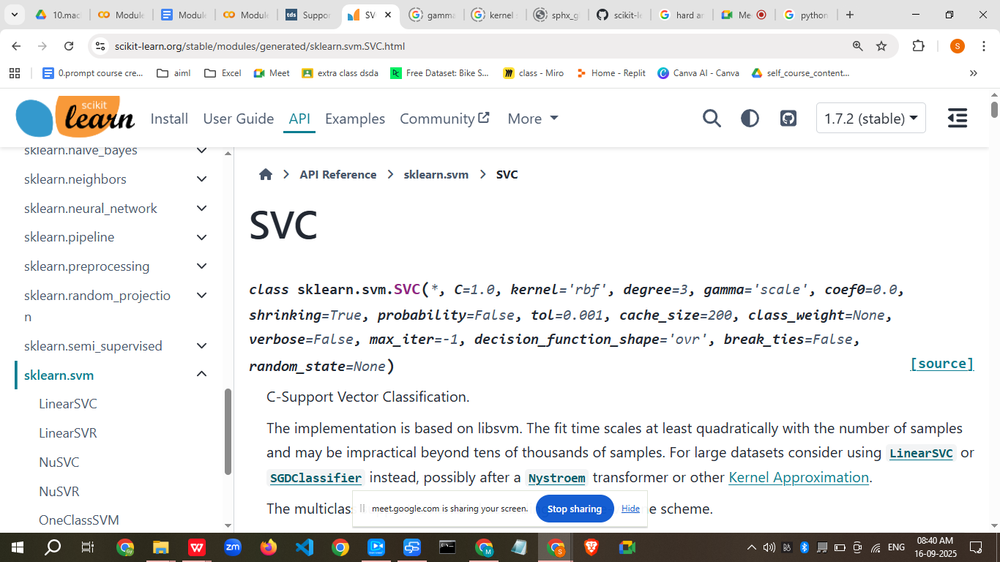 10.mac
Module
Module
Module
Suppor
SVC
gamma
kernel s
sphx_g
scikit-le
hard an
Me
python
scikit-learn.org/stable/modules/generated/sklearn.svm.SVC.html
S
0.prompt course cre...
aiml
Excel
Meet
extra class dsda
Free Dataset: Bike S...
class - Miro
Home - Replit
Canva AI - Canva
self_course_content...
scikit
learn
Install
User Guide
API
Examples
Community
More
1.7.2 (stable)
sklearn.naive_bayes
sklearn.neighbors
sklearn.neural_network
sklearn.pipeline
sklearn.preprocessing
sklearn.random_projectio
n
sklearn.semi_supervised
sklearn.svm
LinearSVC
LinearSVR
NuSVC
NuSVR
OneClassSVM
API Reference > sklearn.svm > SVC
SVC
class sklearn.svm.SVC(*, C=1.0, kernel='rbf', degree=3, gamma='scale', coef0=0.0,
shrinking=True, probability=False, tol=0.001, cache_size=200, class_weight=None,
verbose=False, max_iter=-1, decision_function_shape='ovr', break_ties=False,
random_state=None)
[source]
C-Support Vector Classification.
The implementation is based on libsvm. The fit time scales at least quadratically with the number of samples
and may be impractical beyond tens of thousands of samples. For large datasets consider using LinearSVC or
SGDClassifier instead, possibly after a Nystroem transformer or other Kernel Approximation.
The multiclas
e scheme.
meet.google.com is sharing your screen.
Stop sharing
Hide
ENG
08:40 AM
16-09-2025